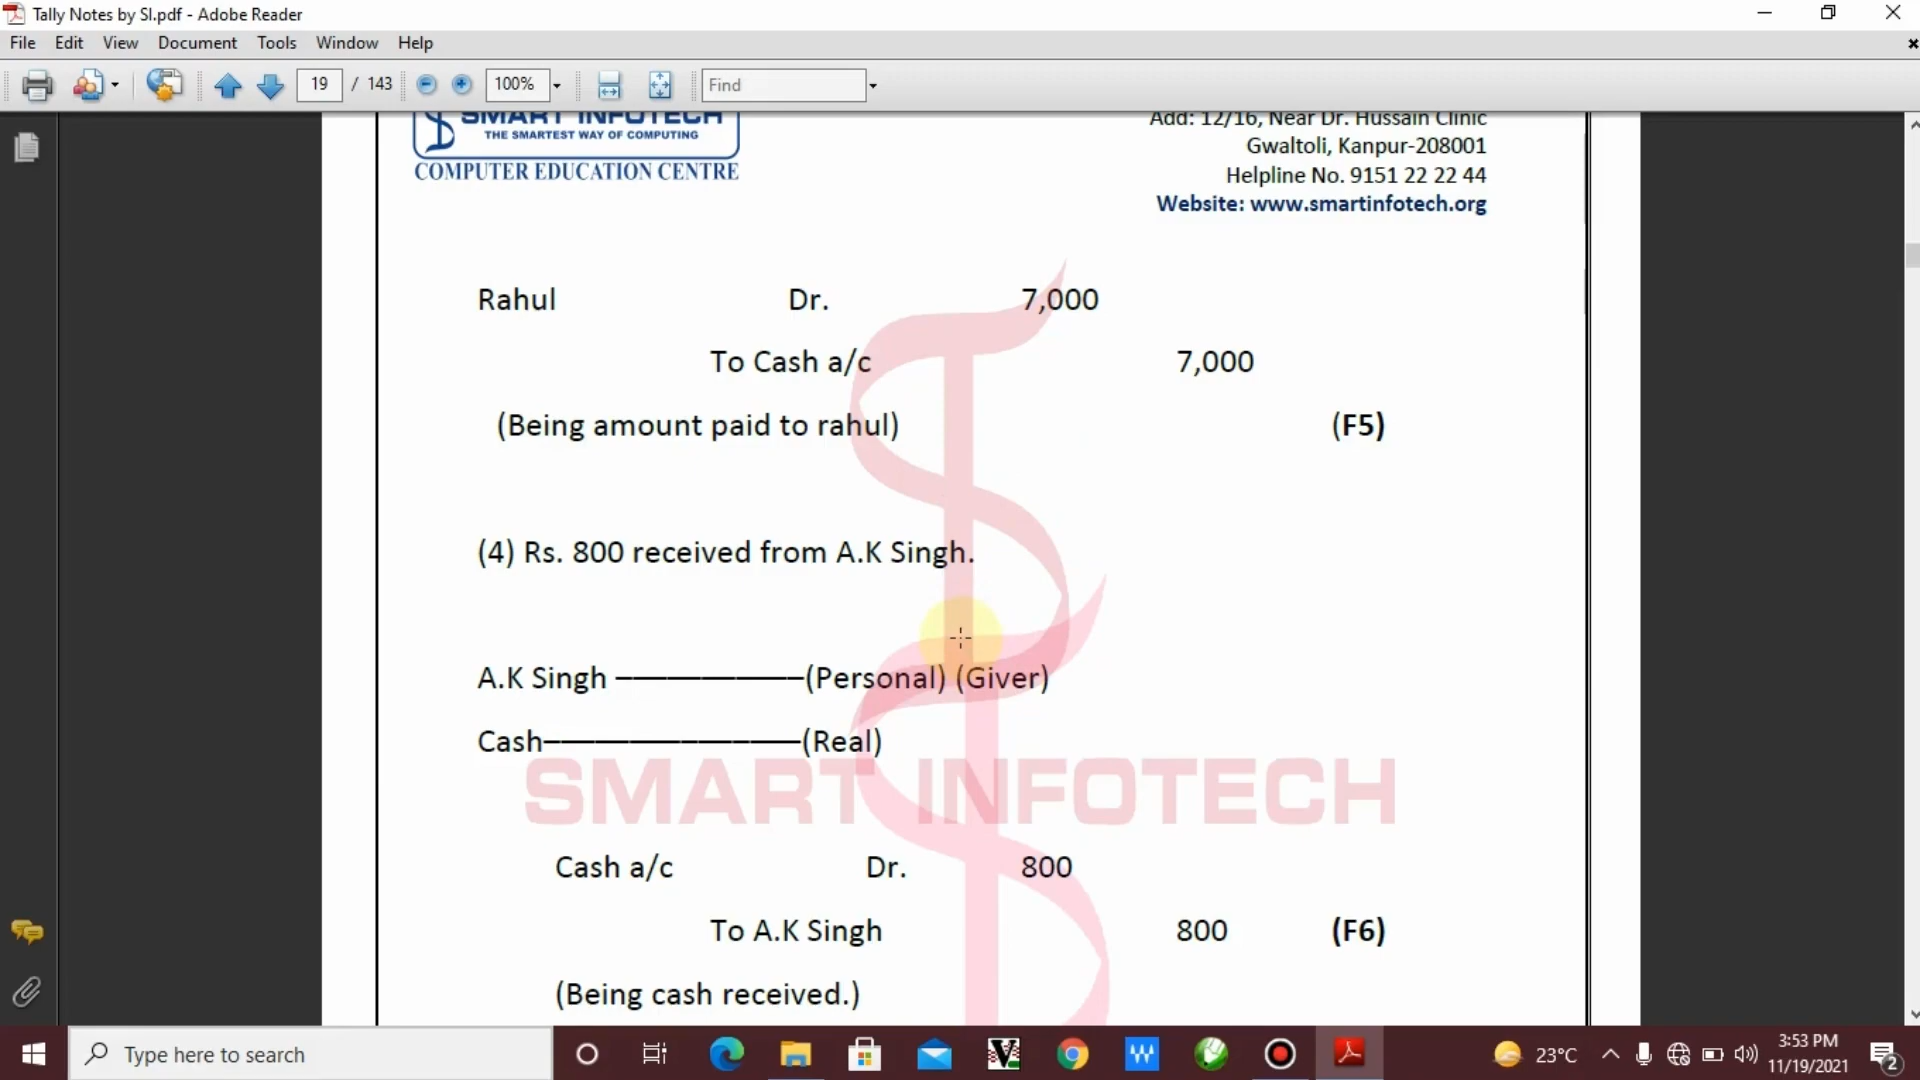 Tally Notes by SI.pdf - Adobe Reader
File Edit View Document Tools Window Help
19 / 143 100% Find
SMART INFOTECH
THE SMARTEST WAY OF COMPUTING
COMPUTER EDUCATION CENTRE
Add: 12/16, Near Dr. Hussain Clinic
Gwaltoli, Kanpur-208001
Helpline No. 9151 22 22 44
Website: www.smartinfotech.org
Rahul Dr. 7,000
To Cash a/c 7,000
(Being amount paid to rahul) (F5)
(4) Rs. 800 received from A.K Singh.
A.K Singh ———————(Personal) (Giver)
Cash——————————(Real)
SMART INFOTECH
Cash a/c Dr. 800
To A.K Singh 800 (F6)
(Being cash received.)
Type here to search
23°C
3:53 PM
11/19/2021
2